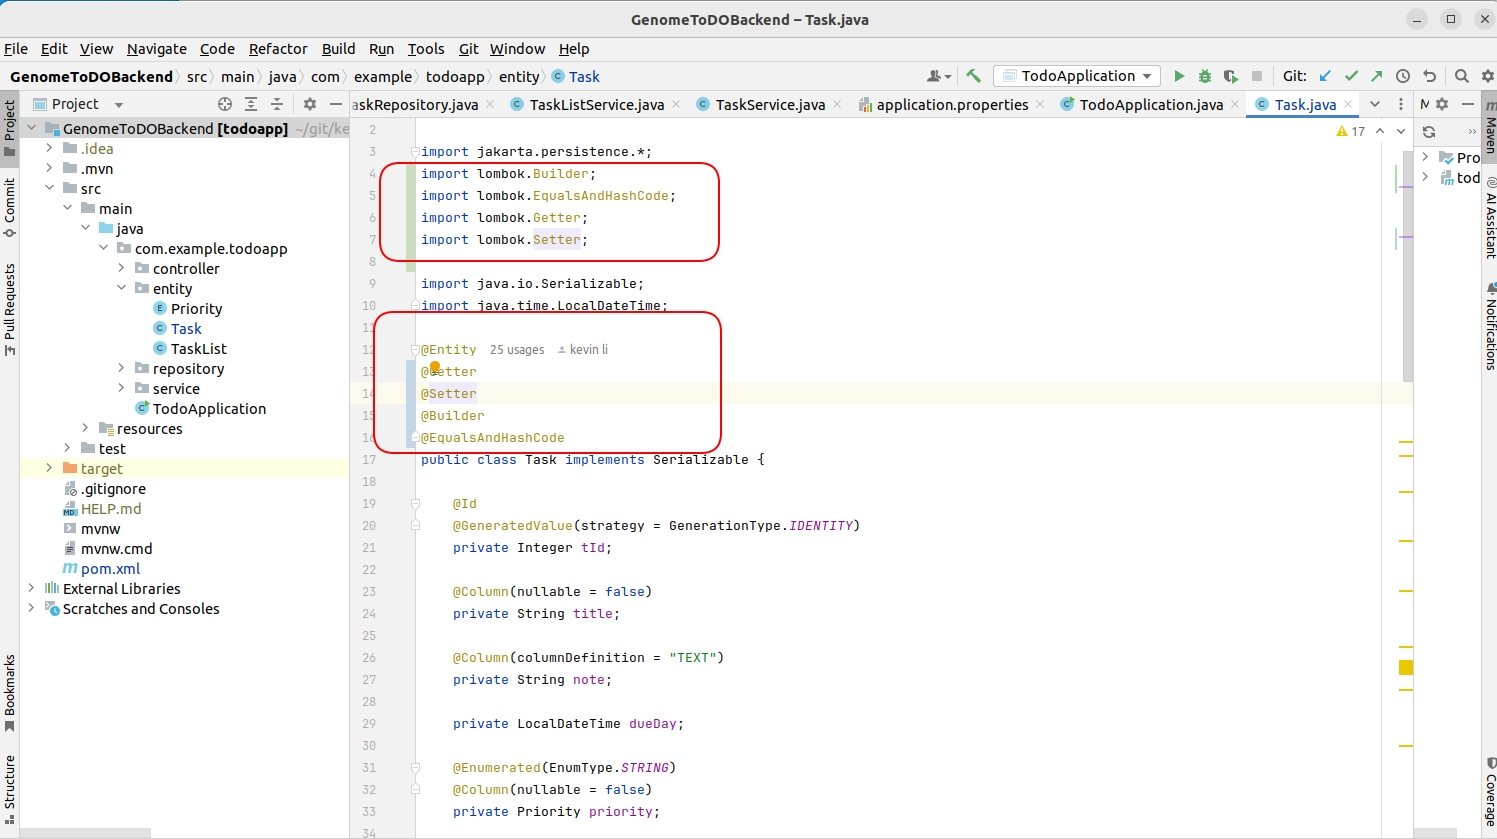 GenomeToDOBackend – Task.java
File Edit View Navigate Code Refactor Build Run Tools Git Window Help
GenomeToDOBackend src main java com example todoapp entity Task
TodoApplication
Git:
Project
askRepository.java
TaskListService.java
TaskService.java
application.properties
TodoApplication.java
Task.java
M
Project
Commit
Pull Requests
Bookmarks
Structure
GenomeToDOBackend [todoapp] ~/git/ke
.idea
.mvn
src
main
java
com.example.todoapp
controller
entity
Priority
Task
TaskList
repository
service
TodoApplication
resources
test
target
.gitignore
HELP.md
mvnw
mvnw.cmd
pom.xml
External Libraries
Scratches and Consoles
17
2
3 import jakarta.persistence.*;
4 import lombok.Builder;
5 import lombok.EqualsAndHashCode;
6 import lombok.Getter;
7 import lombok.Setter;
8
9 import java.io.Serializable;
10 import java.time.LocalDateTime;
11
12 @Entity 25 usages kevin li
13 @Getter
14 @Setter
15 @Builder
16 @EqualsAndHashCode
17 public class Task implements Serializable {
18
19 @Id
20 @GeneratedValue(strategy = GenerationType.IDENTITY)
21 private Integer tId;
22
23 @Column(nullable = false)
24 private String title;
25
26 @Column(columnDefinition = "TEXT")
27 private String note;
28
29 private LocalDateTime dueDay;
30
31 @Enumerated(EnumType.STRING)
32 @Column(nullable = false)
33 private Priority priority;
34
Pro
tod
Maven
AI Assistant
Notifications
Coverage